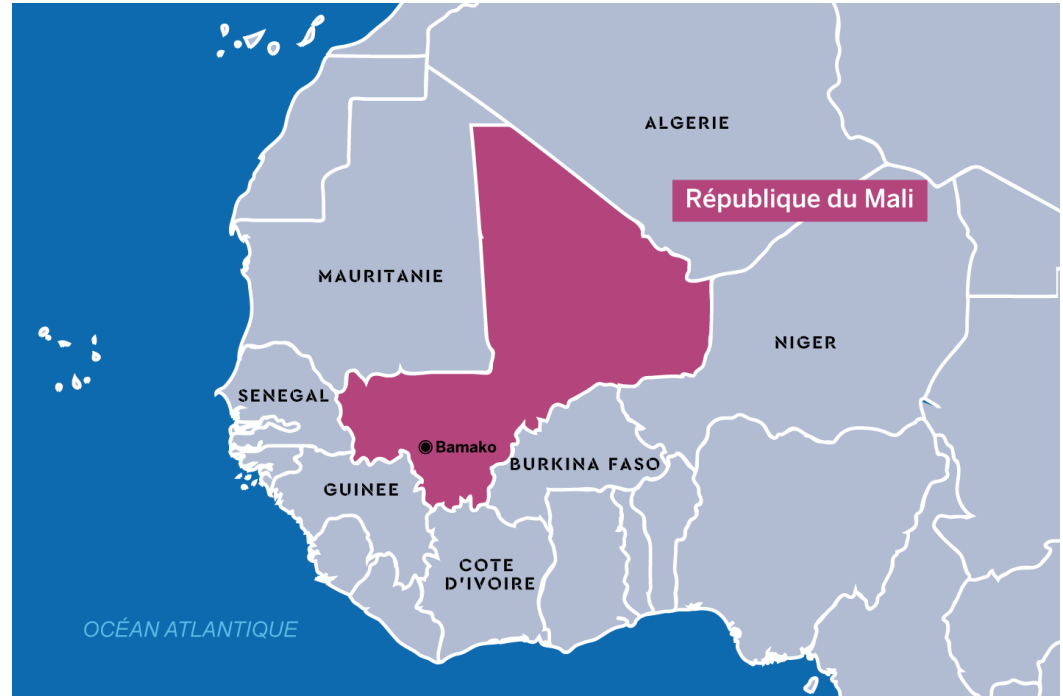 ALGERIE
République du Mali
MAURITANIE
NIGER
SENEGAL
Bamako
BURKINA FASO
GUINEE
COTE
D'IVOIRE
OCÉAN ATLANTIQUE